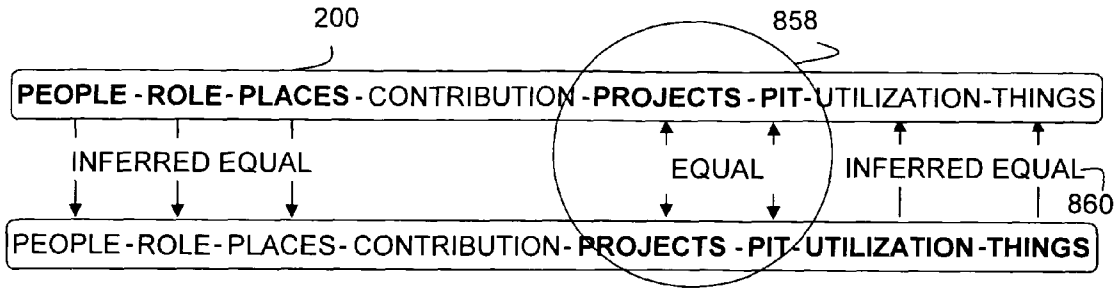 200 858
PEOPLE-ROLE-PLACES-CONTRIBUTION-PROJECTS-PIT-UTILIZATION-THINGS
INFERRED EQUAL EQUAL INFERRED EQUAL
860
PEOPLE-ROLE-PLACES-CONTRIBUTION-PROJECTS-PIT-UTILIZATION-THINGS